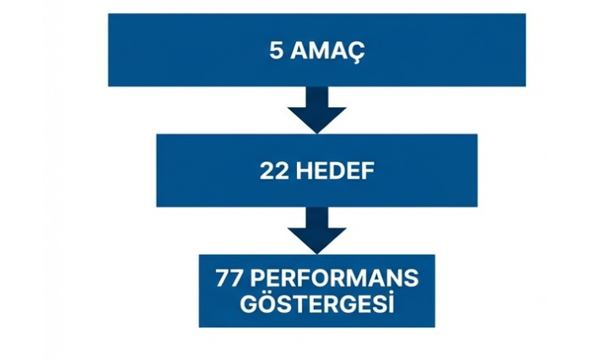 5 AMAÇ
22 HEDEF
77 PERFORMANS
GÖSTERGESİ